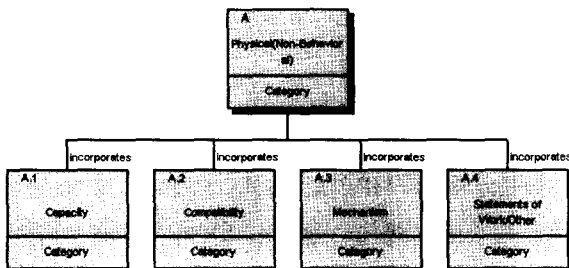 A
Physical(Non-Behavior
al)
Category
incorporates incorporates incorporates incorporates
A.1 A.2 A.3 A.4
Capacity Compatibility Mechanism Statements of
Work/Other
Category Category Category Category